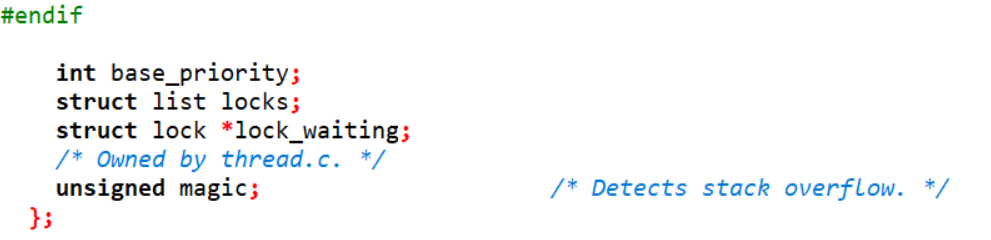 #endif
int base_priority;
struct list locks;
struct lock *lock_waiting;
/* Owned by thread.c. */
unsigned magic; /* Detects stack overflow. */
};